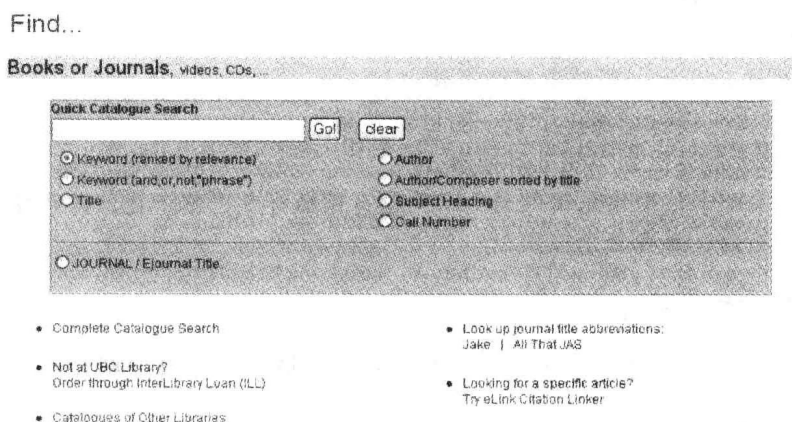 Find...
Books or Journals, videos, CDs,...
Quick Catalogue Search
Go! clear
Keyword (ranked by relevance)
Keyword (and,or,not,"phrase")
Title
Author
Author/Composer sorted by title
Subject Heading
Call Number
JOURNAL / Ejournal Title
Complete Catalogue Search
Not at UBC Library?
Order through InterLibrary Loan (ILL)
Catalogues of Other Libraries
Look up journal title abbreviations:
Jake | All That JAS
Looking for a specific article?
Try eLink Citation Linker